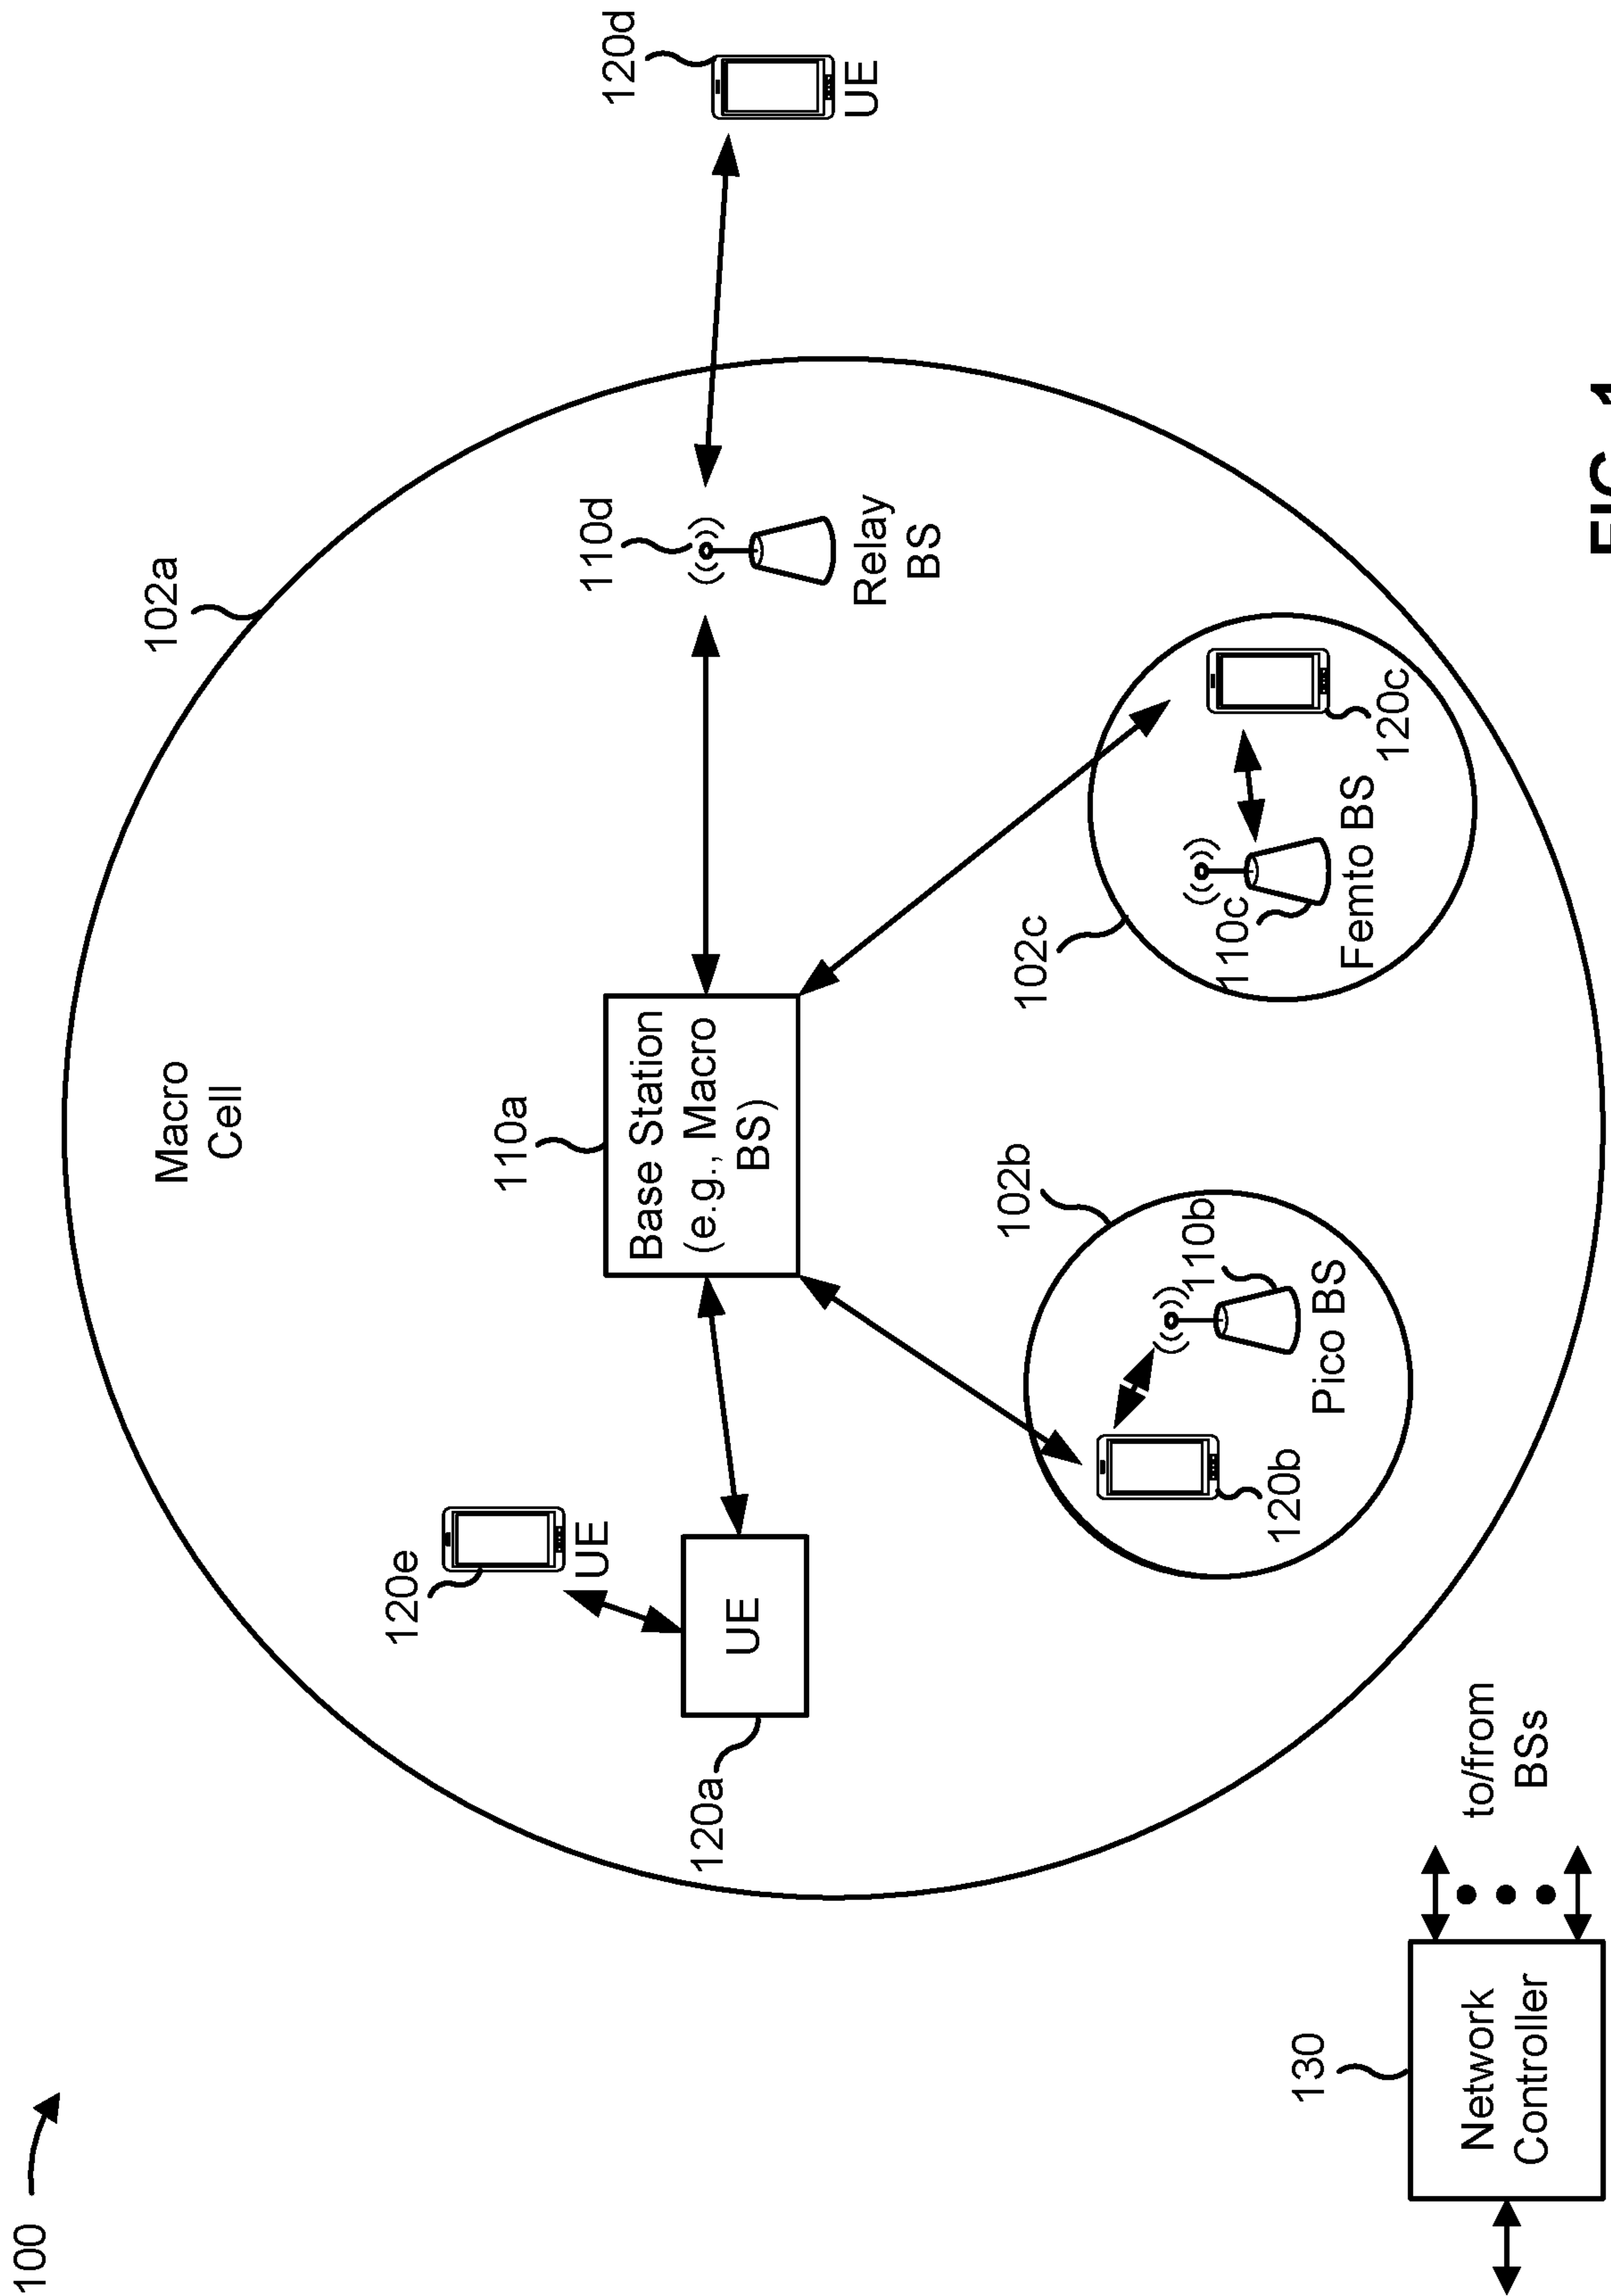 100
102a
Macro
Cell
110a
Base Station
(e.g., Macro
BS)
120d
UE
110d
Relay
BS
120e
UE
UE
120a
102b
110b
Pico BS
120b
102c
110c
Femto BS
120c
130
Network
Controller
to/from
BSs